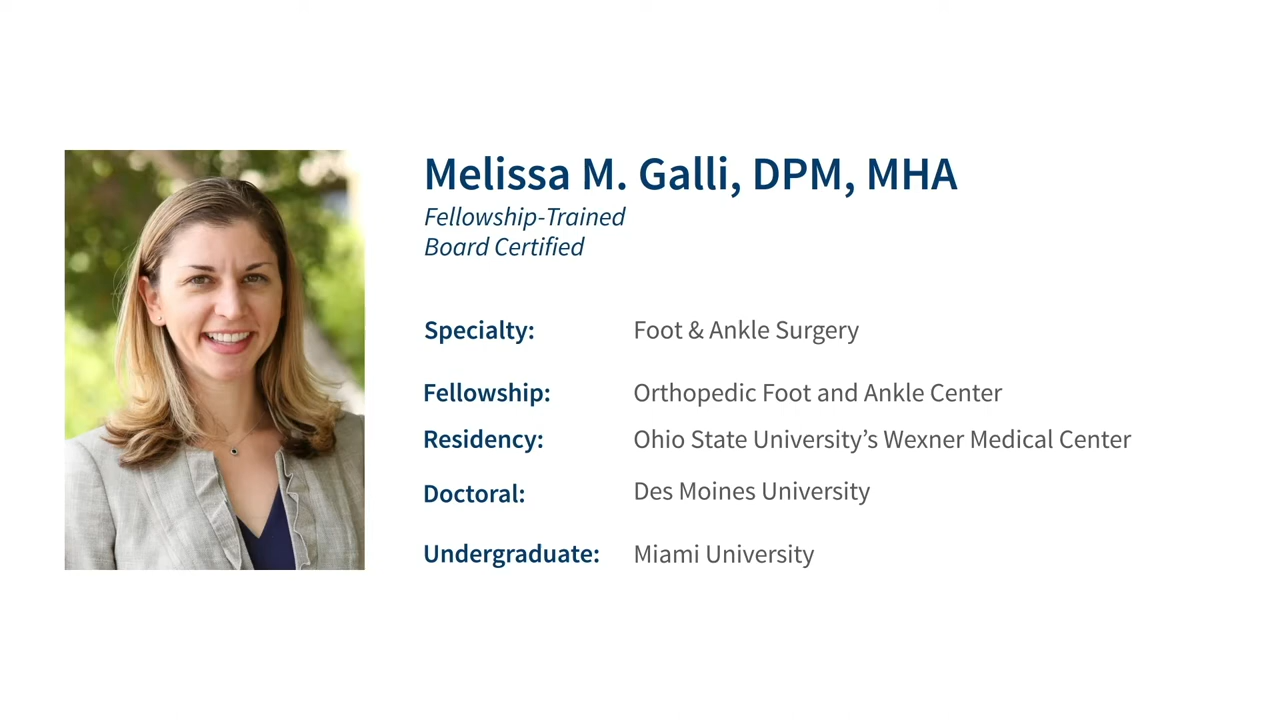 Melissa M. Galli, DPM, MHA
Fellowship-Trained
Board Certified
Specialty: Foot & Ankle Surgery
Fellowship: Orthopedic Foot and Ankle Center
Residency: Ohio State University’s Wexner Medical Center
Doctoral: Des Moines University
Undergraduate: Miami University